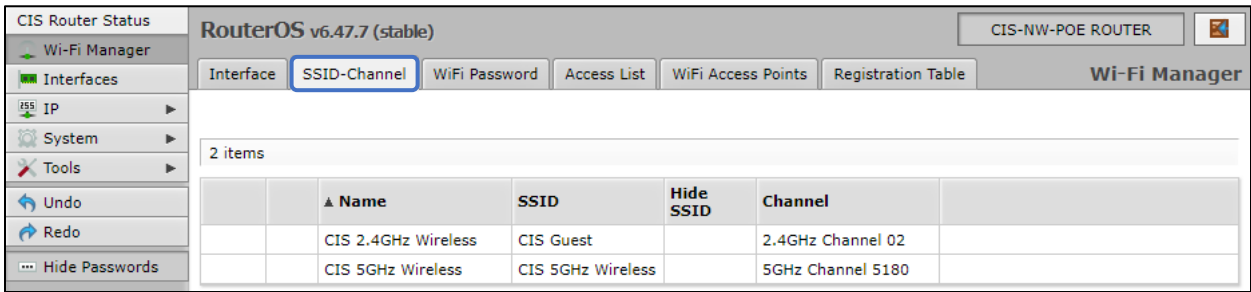 CIS Router Status
Wi-Fi Manager
Interfaces
255 IP
System
Tools
Undo
Redo
Hide Passwords
RouterOS v6.47.7 (stable)
CIS-NW-POE ROUTER
Interface SSID-Channel WiFi Password Access List WiFi Access Points Registration Table Wi-Fi Manager
2 items
Name SSID Hide SSID Channel
CIS 2.4GHz Wireless CIS Guest 2.4GHz Channel 02
CIS 5GHz Wireless CIS 5GHz Wireless 5GHz Channel 5180